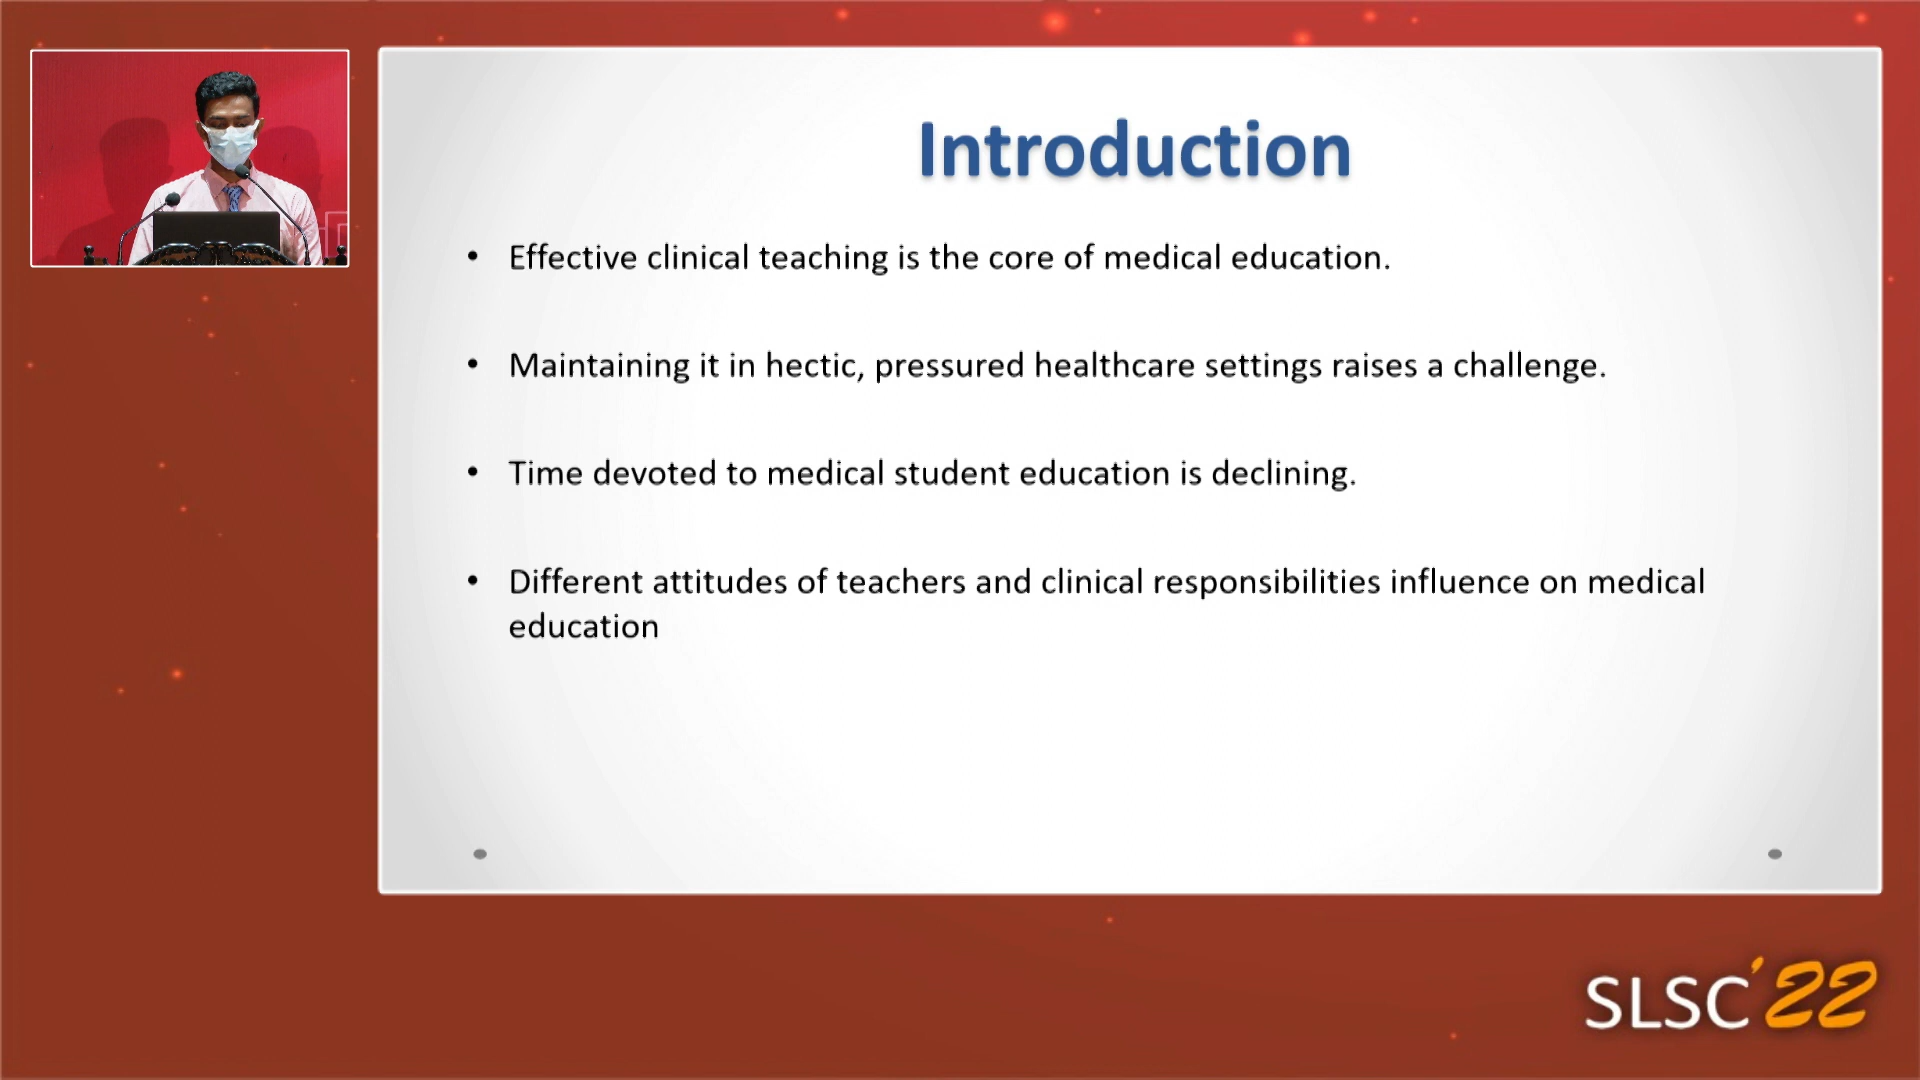 Introduction
• Effective clinical teaching is the core of medical education.
• Maintaining it in hectic, pressured healthcare settings raises a challenge.
• Time devoted to medical student education is declining.
• Different attitudes of teachers and clinical responsibilities influence on medical
education
SLSC'22